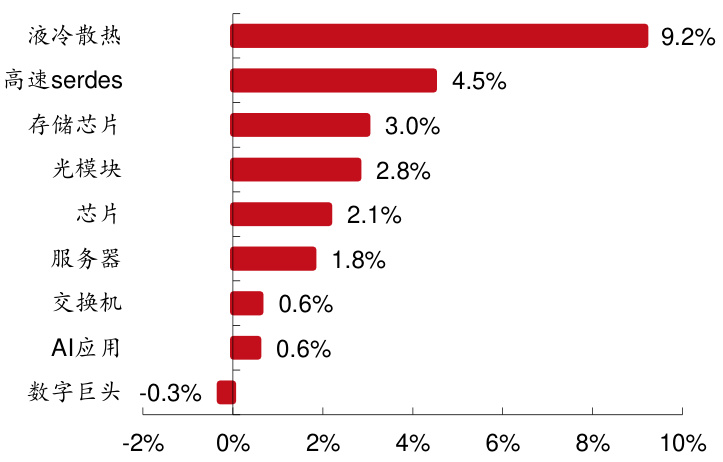 液冷散热 9.2%
高速serdes 4.5%
存储芯片 3.0%
光模块 2.8%
芯片 2.1%
服务器 1.8%
交换机 0.6%
AI应用 0.6%
数字巨头 -0.3%
-2% 0% 2% 4% 6% 8% 10%